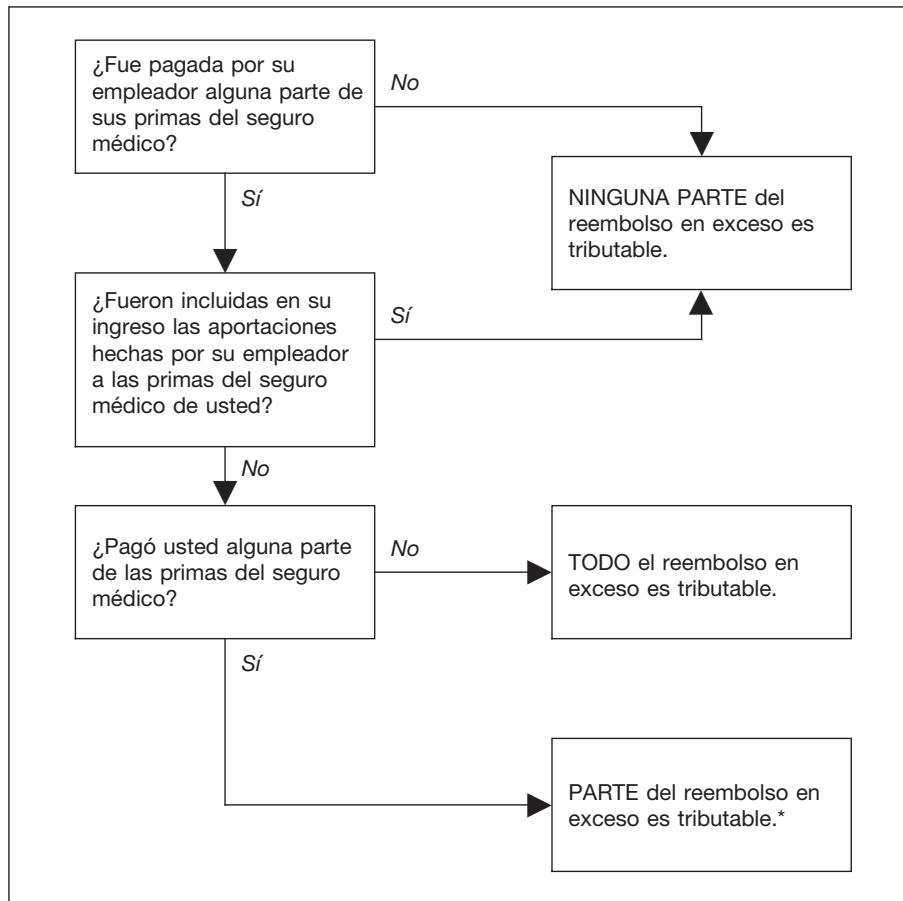 ¿Fue pagada por su
empleador alguna parte de
sus primas del seguro
médico?
No
Sí
NINGUNA PARTE del
reembolso en exceso es
tributable.
¿Fueron incluidas en su
ingreso las aportaciones
hechas por su empleador
a las primas del seguro
médico de usted?
Sí
No
¿Pagó usted alguna parte
de las primas del seguro
médico?
No
TODO el reembolso en
exceso es tributable.
Sí
PARTE del reembolso en
exceso es tributable.*